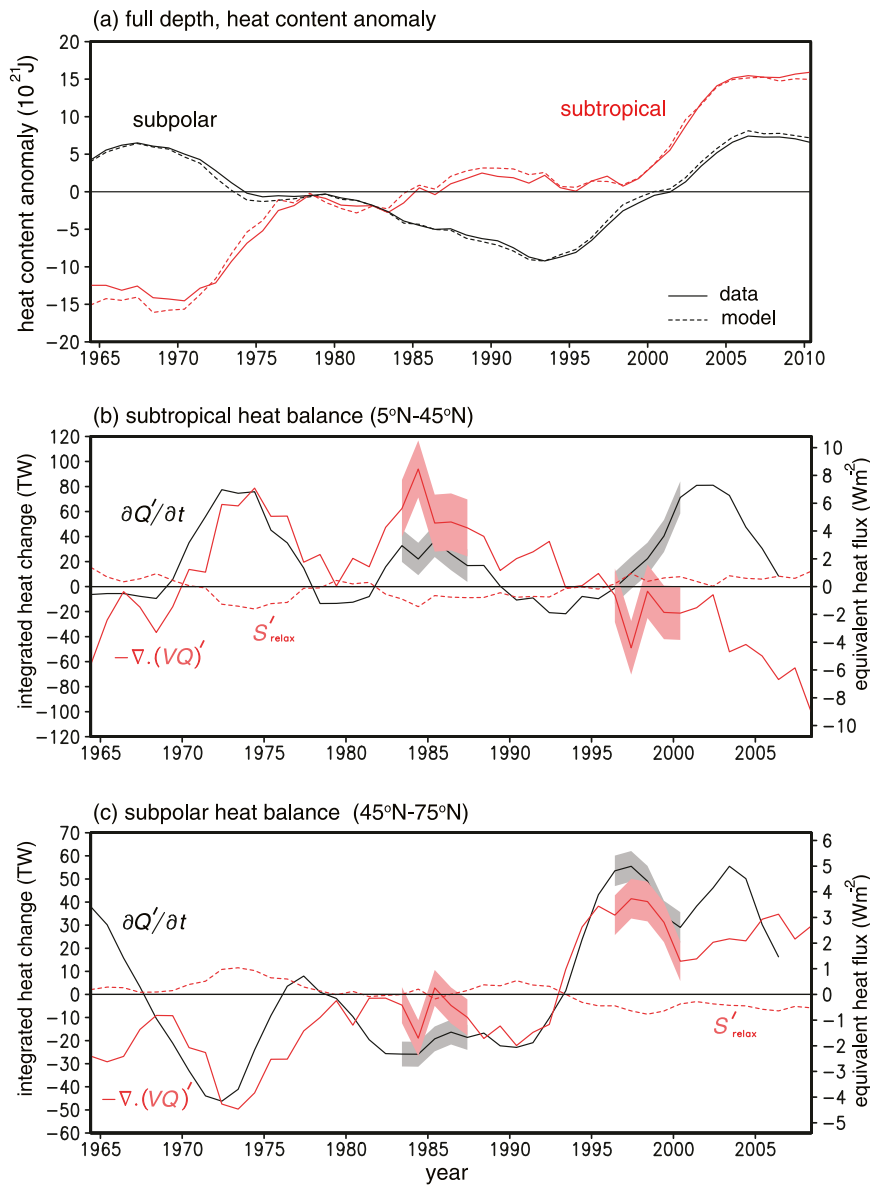 (a) full depth, heat content anomaly
heat content anomaly (10²¹J)
20
15
10
5
0
−5
−10
−15
−20
subpolar
subtropical
data
model
1965 1970 1975 1980 1985 1990 1995 2000 2005 2010
(b) subtropical heat balance (5°N-45°N)
integrated heat change (TW)
120
100
80
60
40
20
0
−20
−40
−60
−80
−100
−120
∂Q′/∂t
S′relax
−∇.(VQ)′
10
8
6
4
2
0
−2
−4
−6
−8
−10
equivalent heat flux (Wm⁻²)
1965 1970 1975 1980 1985 1990 1995 2000 2005
(c) subpolar heat balance (45°N-75°N)
integrated heat change (TW)
70
60
50
40
30
20
10
0
−10
−20
−30
−40
−50
−60
∂Q′/∂t
S′relax
−∇.(VQ)′
6
5
4
3
2
1
0
−1
−2
−3
−4
−5
equivalent heat flux (Wm⁻²)
1965 1970 1975 1980 1985 1990 1995 2000 2005
year